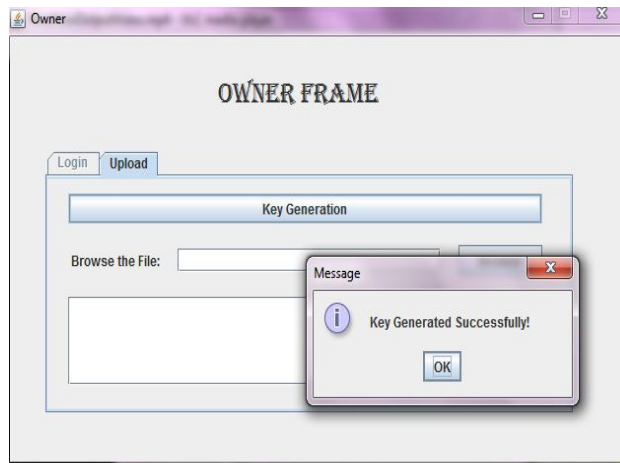 Owner
OWNER FRAME
Login Upload
Key Generation
Browse the File:
Message
Key Generated Successfully!
OK